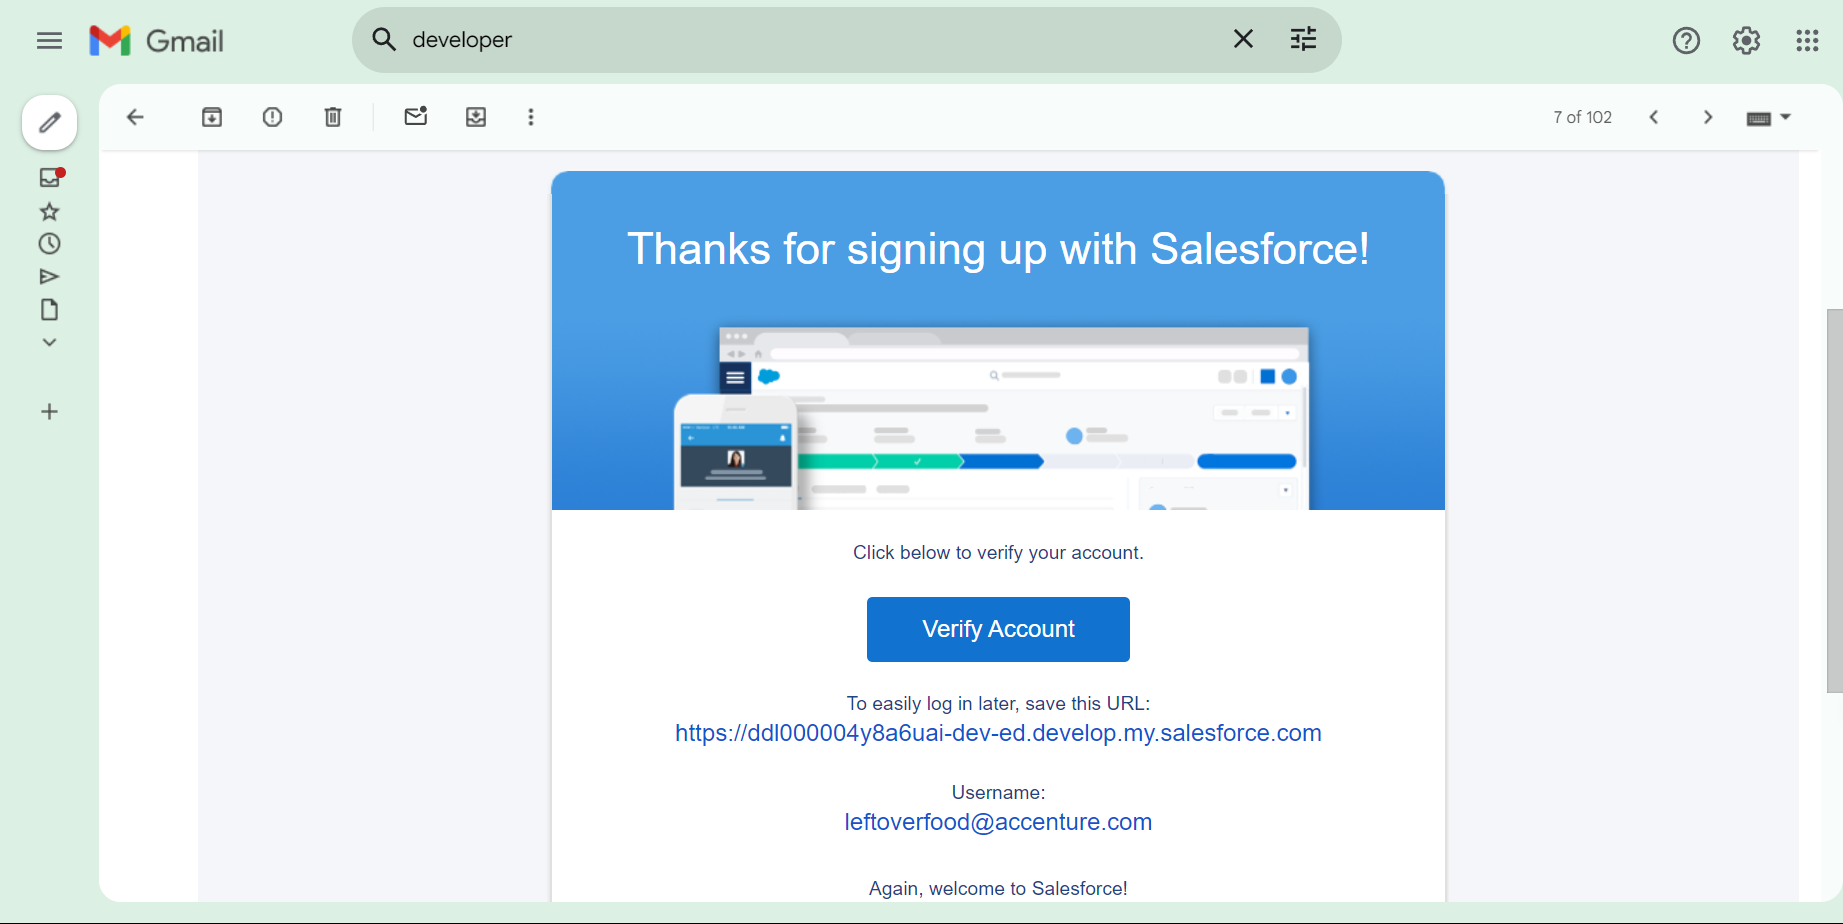 Gmail
developer
7 of 102
Thanks for signing up with Salesforce!
Click below to verify your account.
Verify Account
To easily log in later, save this URL:
https://ddl000004y8a6uai-dev-ed.develop.my.salesforce.com
Username:
leftoverfood@accenture.com
Again, welcome to Salesforce!